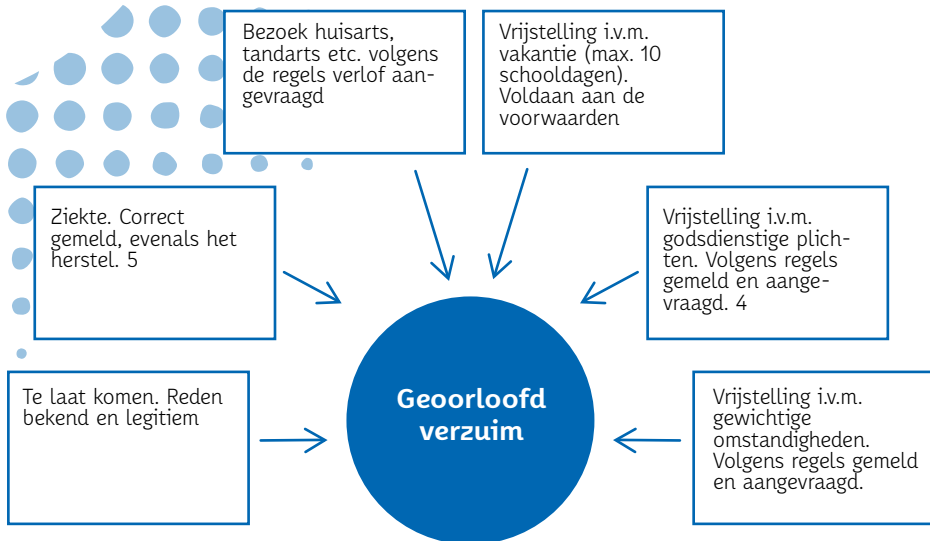 Bezoek huisarts,
tandarts etc. volgens
de regels verlof aan-
gevraagd
Vrijstelling i.v.m.
vakantie (max. 10
schooldagen).
Voldaan aan de
voorwaarden
Ziekte. Correct
gemeld, evenals het
herstel. 5
Vrijstelling i.v.m.
godsdienstige plich-
ten. Volgens regels
gemeld en aange-
vraagd. 4
Te laat komen. Reden
bekend en legitiem
Geoorloofd
verzuim
Vrijstelling i.v.m.
gewichtige
omstandigheden.
Volgens regels gemeld
en aangevraagd.